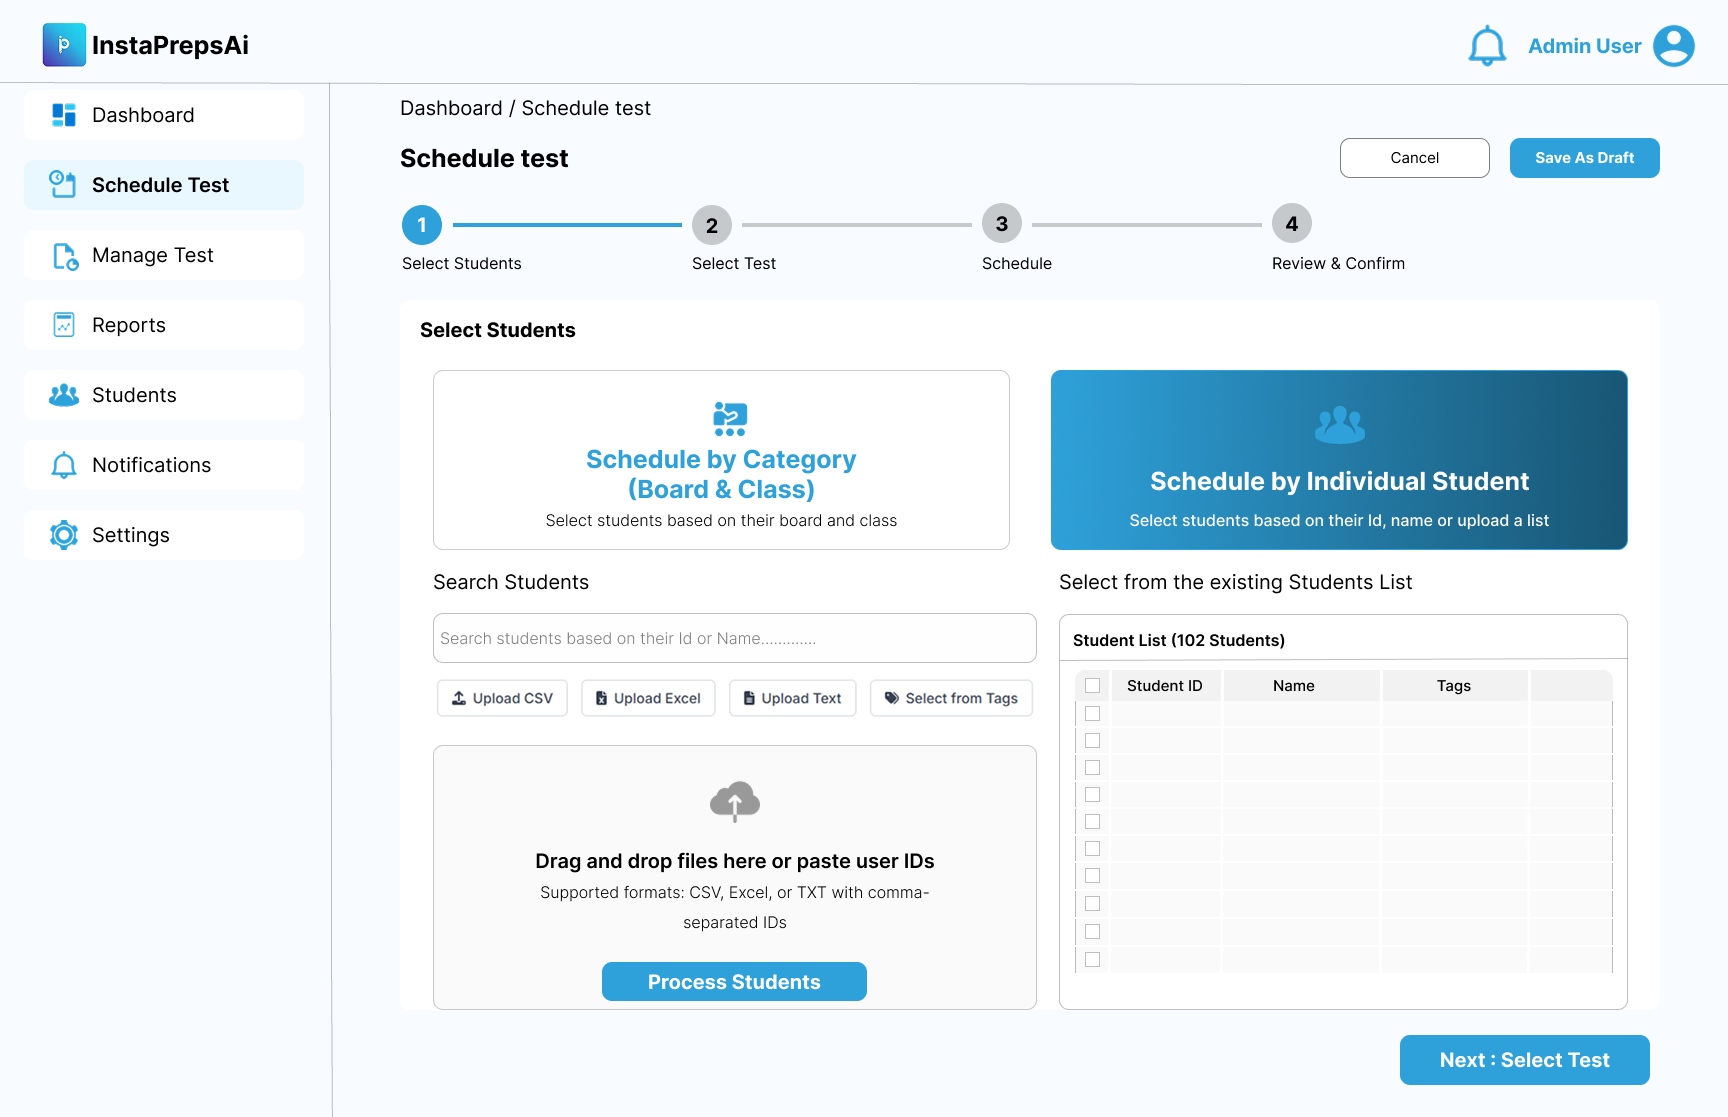 InstaPrepsAi
Admin User
Dashboard
Schedule Test
Manage Test
Reports
Students
Notifications
Settings
Dashboard / Schedule test
Schedule test
Cancel
Save As Draft
1
2
3
4
Select Students
Select Test
Schedule
Review & Confirm
Select Students
Schedule by Category
(Board & Class)
Select students based on their board and class
Schedule by Individual Student
Select students based on their Id, name or upload a list
Search Students
Search students based on their Id or Name.............
Upload CSV
Upload Excel
Upload Text
Select from Tags
Drag and drop files here or paste user IDs
Supported formats: CSV, Excel, or TXT with comma-
separated IDs
Process Students
Select from the existing Students List
Student List (102 Students)
Student ID
Name
Tags
Next : Select Test